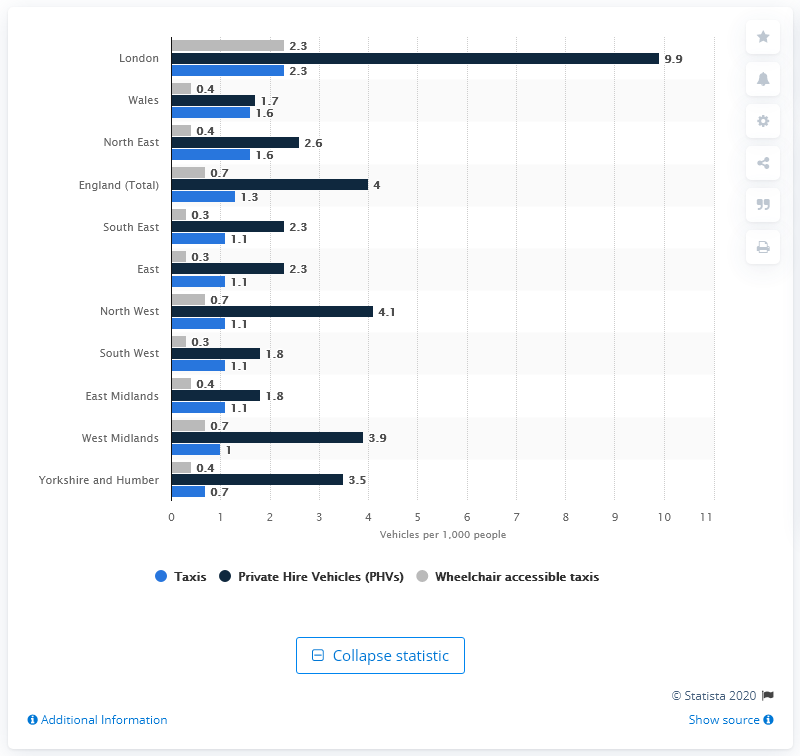 2.3
London
9.9
2.3
0.4
Wales
1.7
1.6
0.4
North East
2.6
1.6
0.7
England (Total)
4
1.3
0.3
South East
2.3
1.1
0.3
East
2.3
1.1
0.7
North West
4.1
1.1
0.3
South West
1.8
1.1
0.4
East Midlands
1.8
1.1
0.7
West Midlands
3.9
1
0.4
Yorkshire and Humber
3.5
0.7
0 1 2 3 4 5 6 7 8 9 10 11
Vehicles per 1,000 people
Taxis Private Hire Vehicles (PHVs) Wheelchair accessible taxis
Collapse statistic
© Statista 2020
Additional Information
Show source